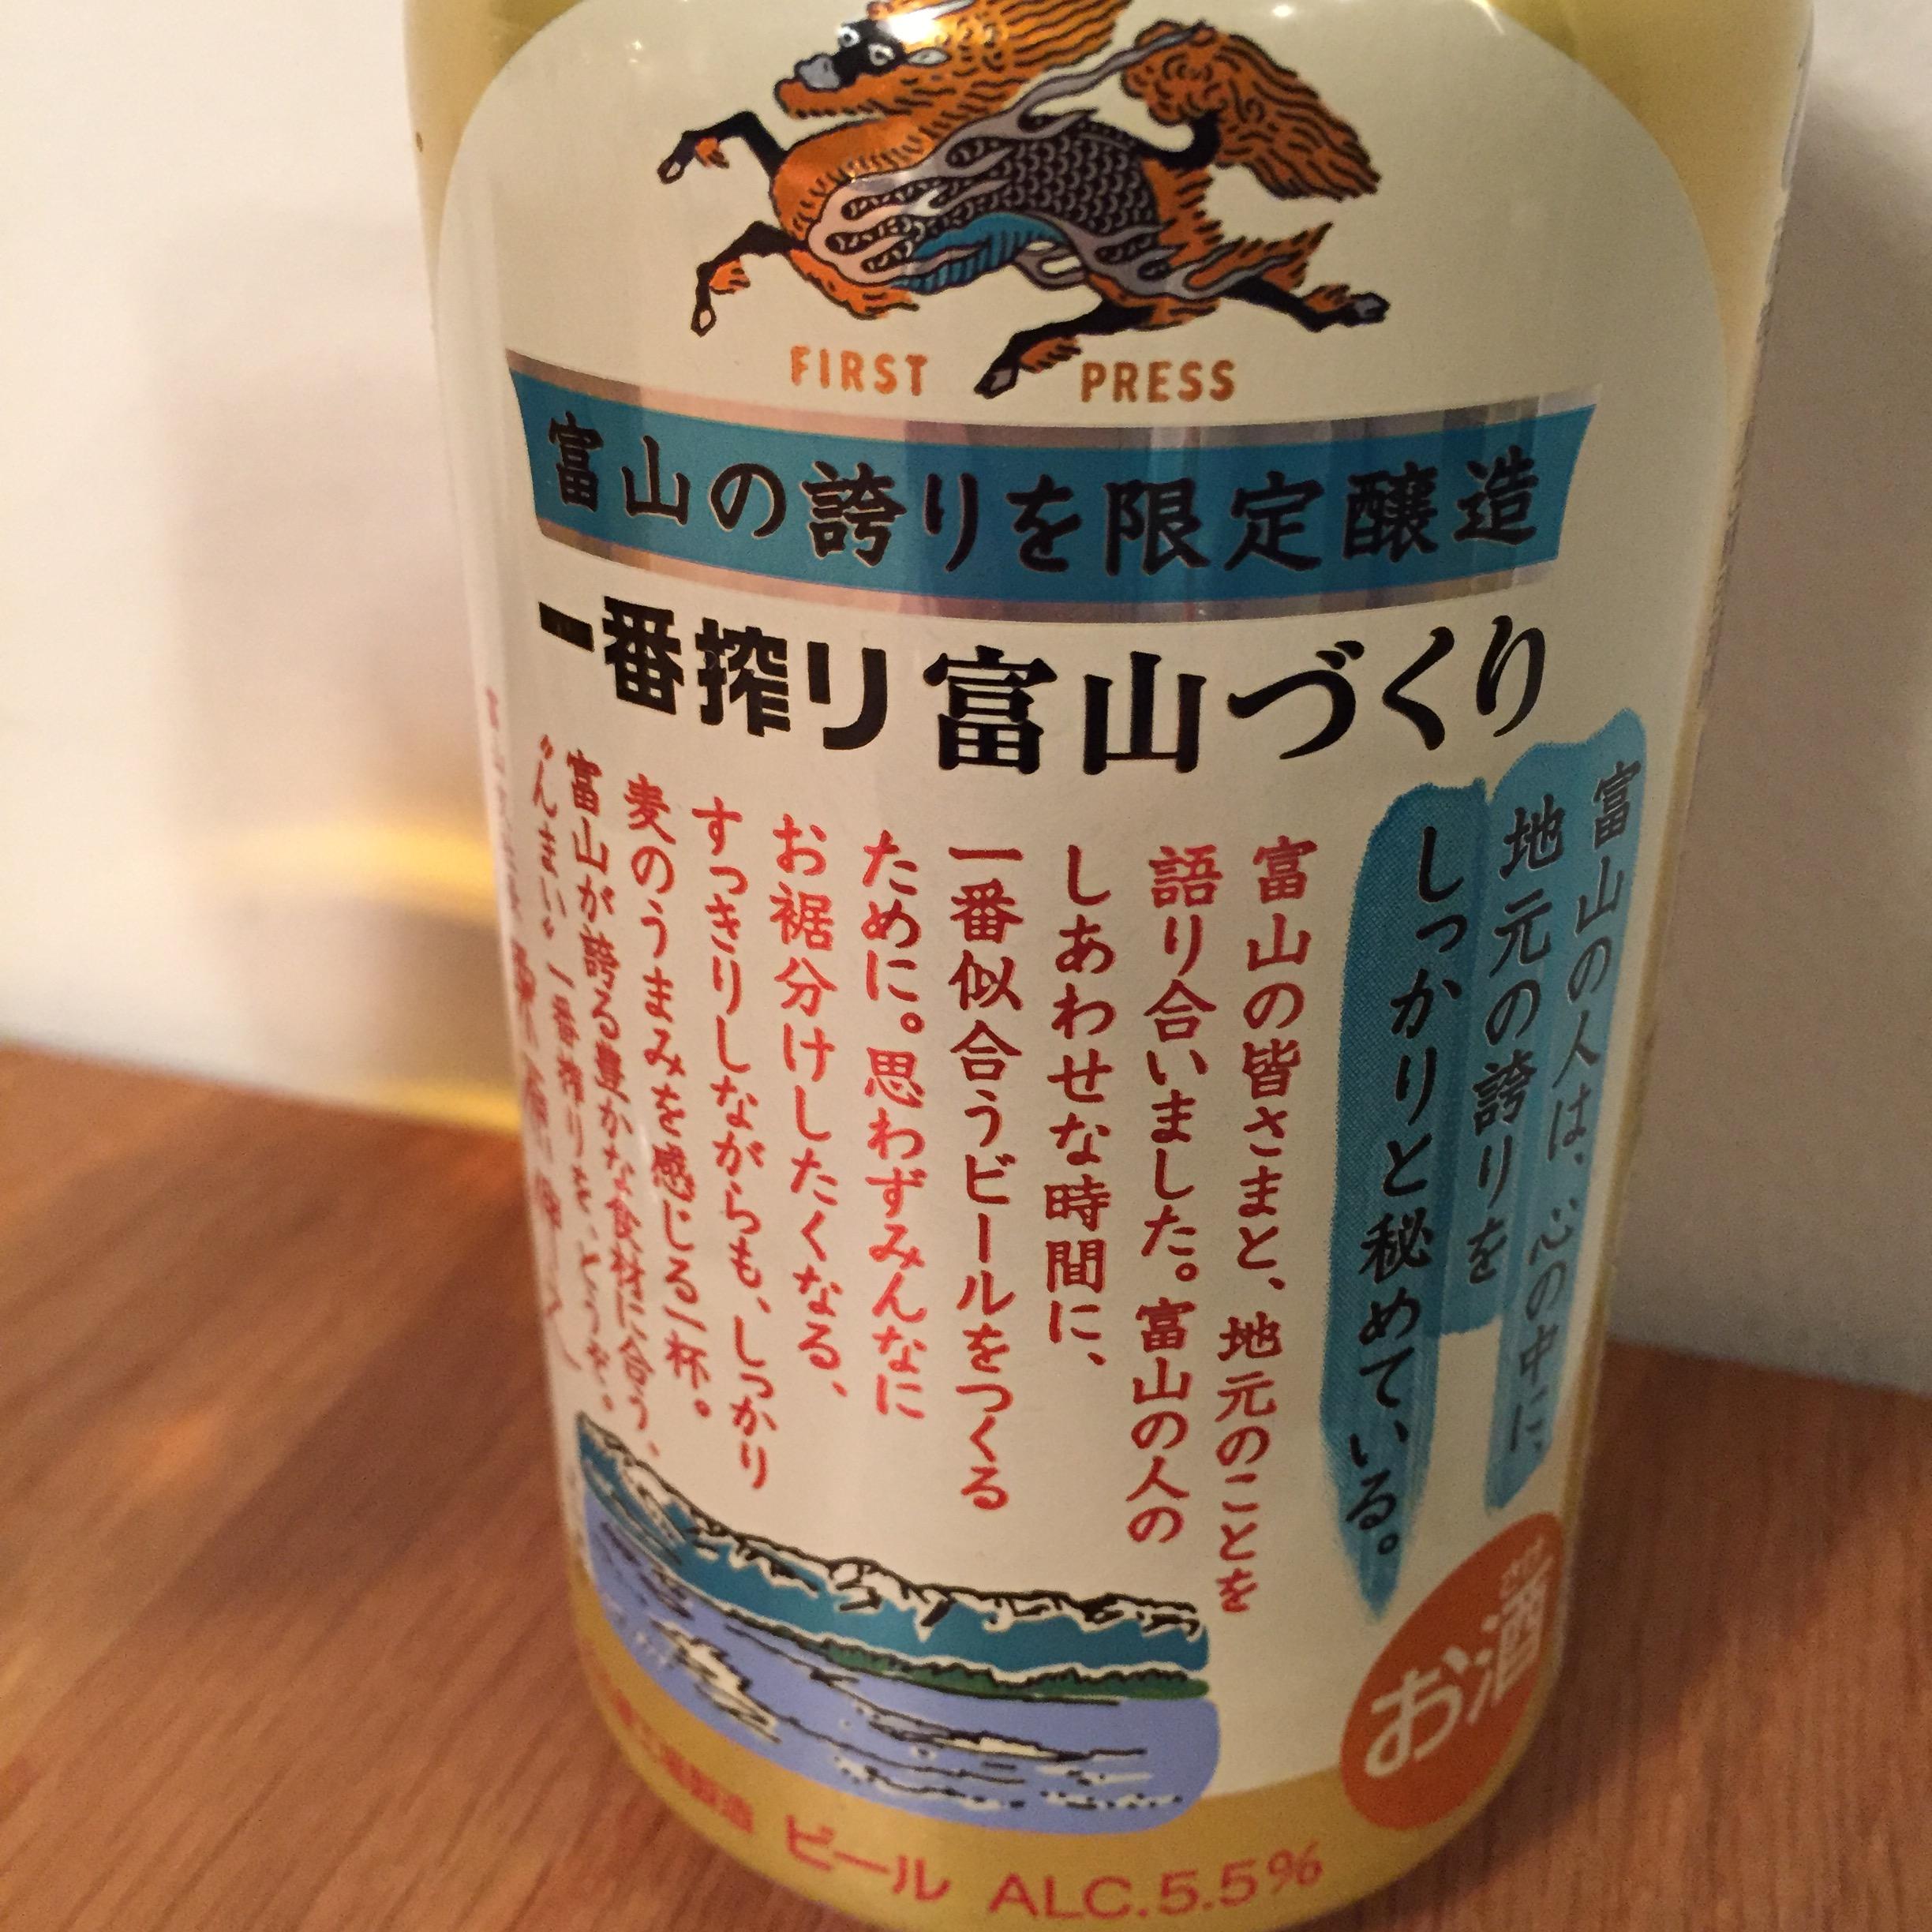 FIRST PRESS
富山の誇りを限定醸造
一番搾り富山づくり
富山の人は、心の中に、
地元の誇りを
しっかりと秘めている。
富山の皆さまと、地元のことを
語り合いました。富山の人の
しあわせな時間に、
一番似合うビールをつくる
ために。思わずみんなに
お裾分けしたくなる、
すっきりしながらも、しっかり
麦のうまみを感じる一杯。
富山が誇る豊かな食材に合う、
“んまい”一番搾りを、どうぞ。
お酒
ビール ALC.5.5%